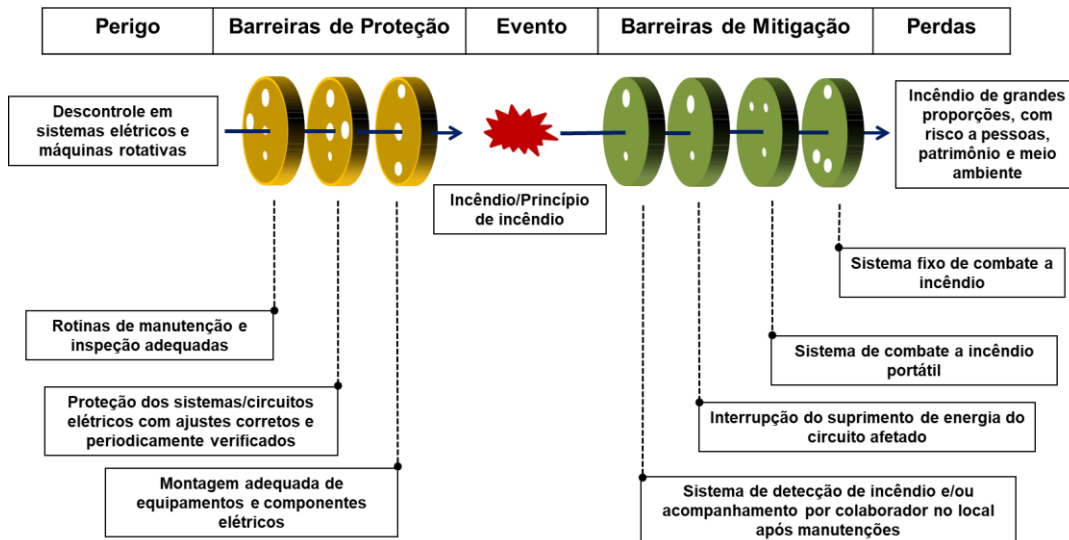 Perigo
Barreiras de Proteção
Evento
Barreiras de Mitigação
Perdas
Descontrole em
sistemas elétricos e
máquinas rotativas
Incêndio/Princípio
de incêndio
Incêndio de grandes
proporções, com
risco a pessoas,
patrimônio e meio
ambiente
Rotinas de manutenção e
inspeção adequadas
Proteção dos sistemas/circuitos
elétricos com ajustes corretos e
periodicamente verificados
Montagem adequada de
equipamentos e componentes
elétricos
Sistema fixo de combate a
incêndio
Sistema de combate a incêndio
portátil
Interrupção do suprimento de energia do
circuito afetado
Sistema de detecção de incêndio e/ou
acompanhamento por colaborador no local
após manutenções